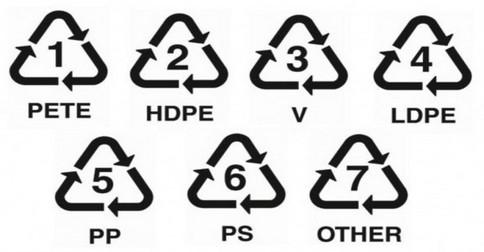 1 2 3 4
PETE HDPE V LDPE
5 6 7
PP PS OTHER